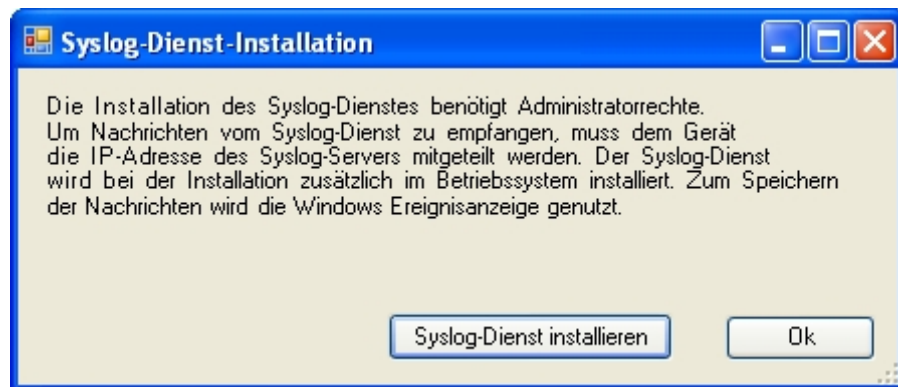 Syslog-Dienst-Installation
Die Installation des Syslog-Dienstes benötigt Administratorrechte.
Um Nachrichten vom Syslog-Dienst zu empfangen, muss dem Gerät
die IP-Adresse des Syslog-Servers mitgeteilt werden. Der Syslog-Dienst
wird bei der Installation zusätzlich im Betriebssystem installiert. Zum Speichern
der Nachrichten wird die Windows Ereignisanzeige genutzt.
Syslog-Dienst installieren
Ok